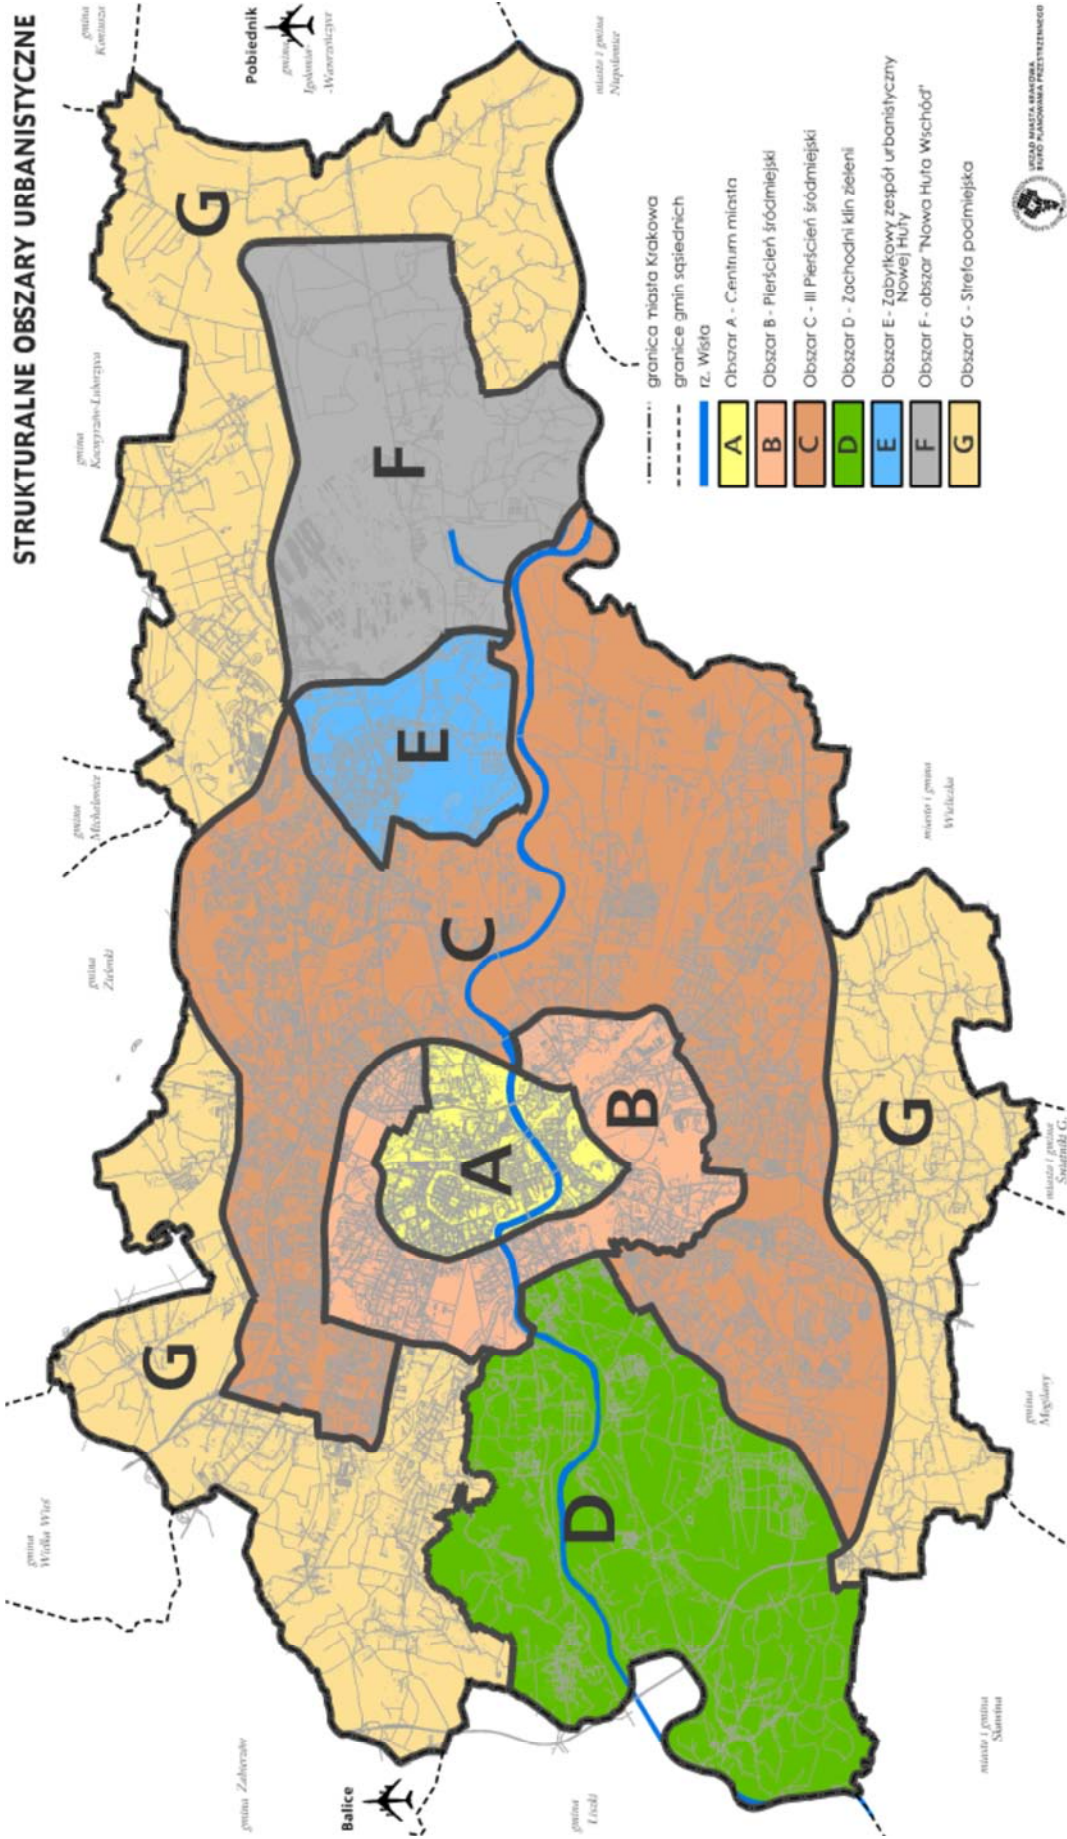 STRUKTURALNE OBSZARY URBANISTYCZNE
gmina
Wielka Wieś
gmina
Zielonki
gmina
Michałowice
gmina
Kocmyrzów-Luborzyca
gmina
Koniusza
Pobiednik
gmina
Igołomia-
-Wawrzeńczyce
miasto i gmina
Niepołomice
gmina Zabierzów
Balice
gmina
Liszki
miasto i gmina
Skawina
gmina
Mogilany
miasto i gmina
Świątniki G.
miasto i gmina
Wieliczka
G
G
G
A
B
C
D
E
F
granica miasta Krakowa
granice gmin sąsiednich
rz. Wisła
A Obszar A - Centrum miasta
B Obszar B - Pierścień śródmiejski
C Obszar C - III Pierścień śródmiejski
D Obszar D - Zachodni klin zieleni
E Obszar E - Zabytkowy zespół urbanistyczny
Nowej Huty
F Obszar F - obszar "Nowa Huta Wschód"
G Obszar G - Strefa podmiejska
URZĄD MIASTA KRAKOWA
BIURO PLANOWANIA PRZESTRZENNEGO